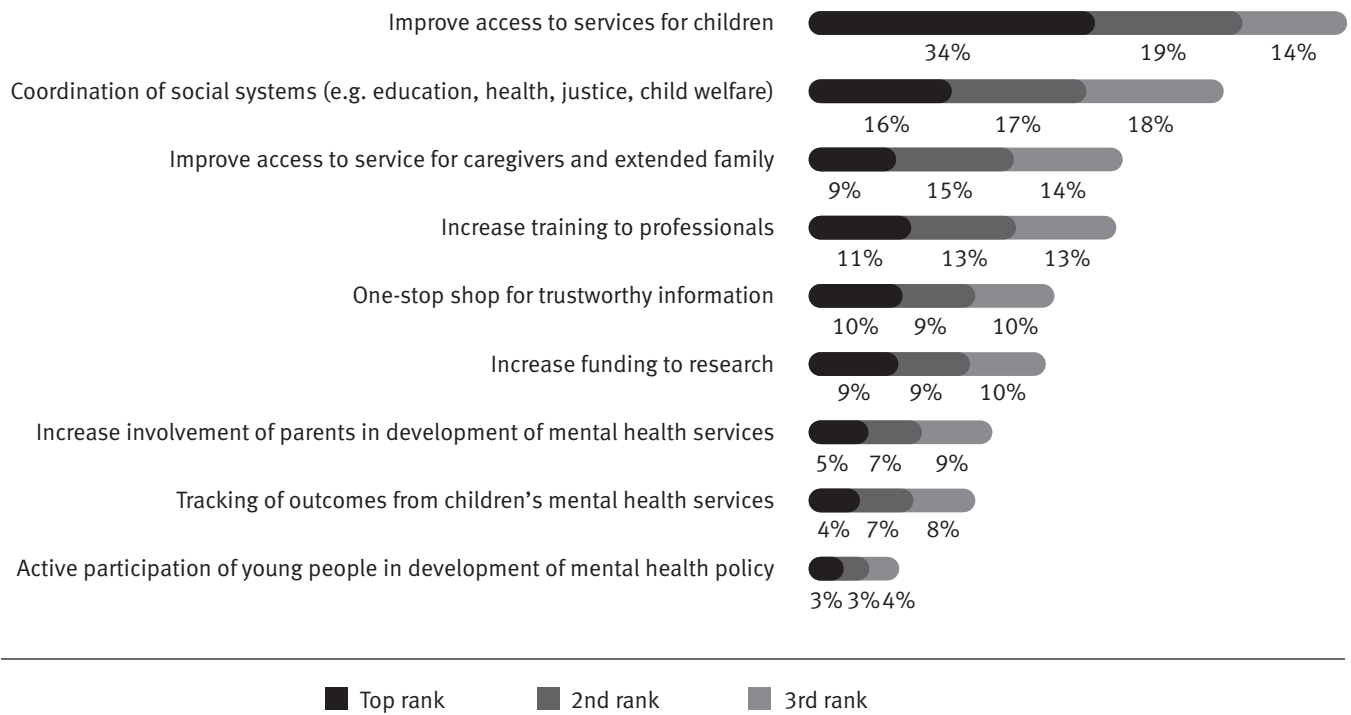 Improve access to services for children
34% 19% 14%
Coordination of social systems (e.g. education, health, justice, child welfare)
16% 17% 18%
Improve access to service for caregivers and extended family
9% 15% 14%
Increase training to professionals
11% 13% 13%
One-stop shop for trustworthy information
10% 9% 10%
Increase funding to research
9% 9% 10%
Increase involvement of parents in development of mental health services
5% 7% 9%
Tracking of outcomes from children’s mental health services
4% 7% 8%
Active participation of young people in development of mental health policy
3% 3% 4%
Top rank 2nd rank 3rd rank